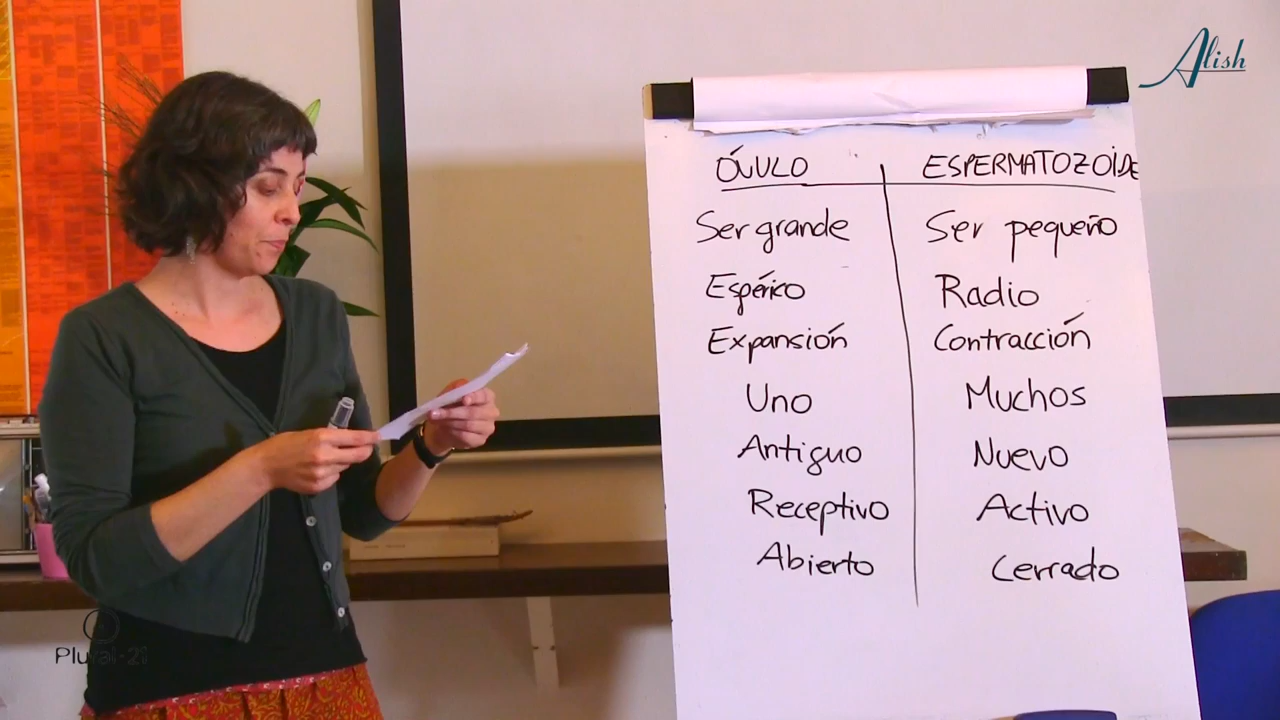 Alish
ÓVULO ESPERMATOZOIDE
Ser grande Ser pequeño
Esférico Radio
Expansión Contracción
Uno Muchos
Antiguo Nuevo
Receptivo Activo
Abierto Cerrado
Plural-21